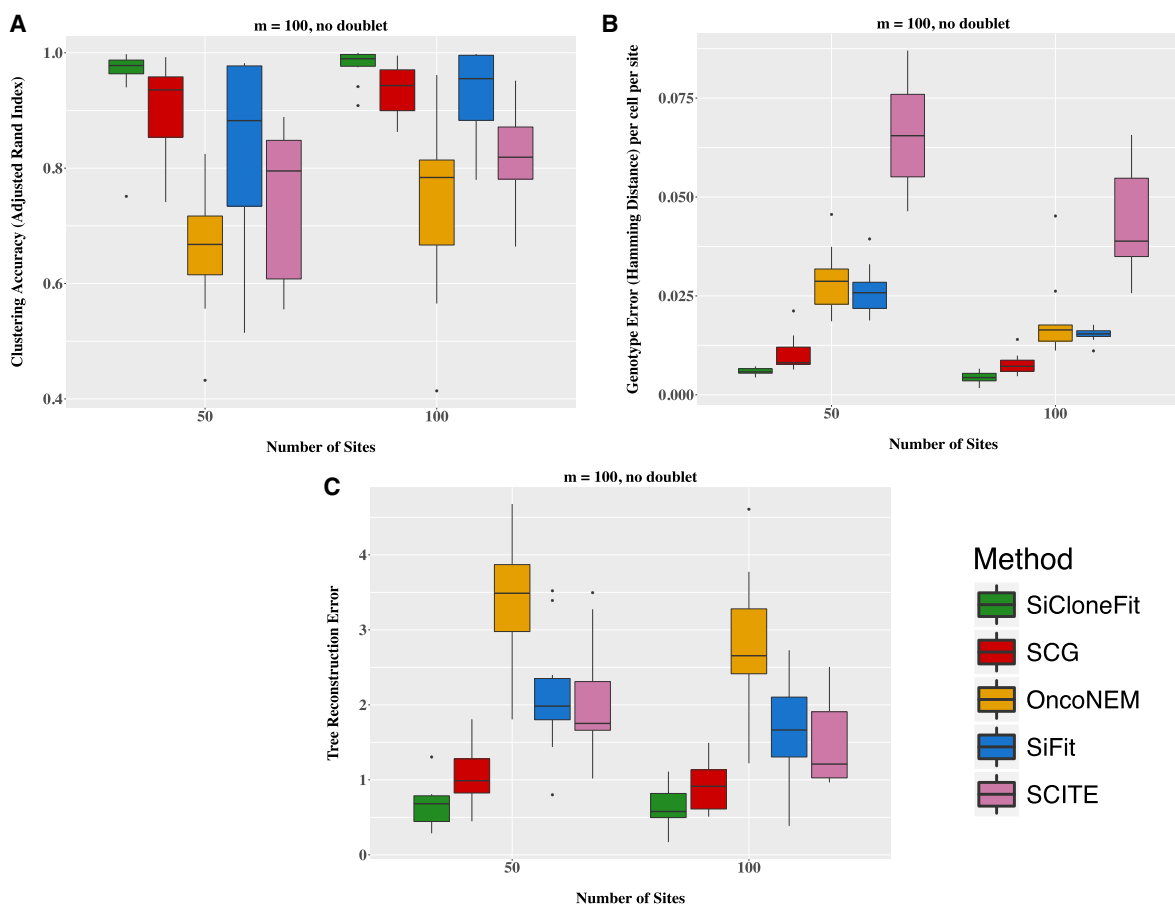 A
m = 100, no doublet
Clustering Accuracy (Adjusted Rand Index)
1.0
0.8
0.6
0.4
50
100
Number of Sites
B
m = 100, no doublet
Genotype Error (Hamming Distance) per cell per site
0.075
0.050
0.025
0.000
50
100
Number of Sites
C
m = 100, no doublet
Tree Reconstruction Error
4
3
2
1
0
50
100
Number of Sites
Method
SiCloneFit
SCG
OncoNEM
SiFit
SCITE